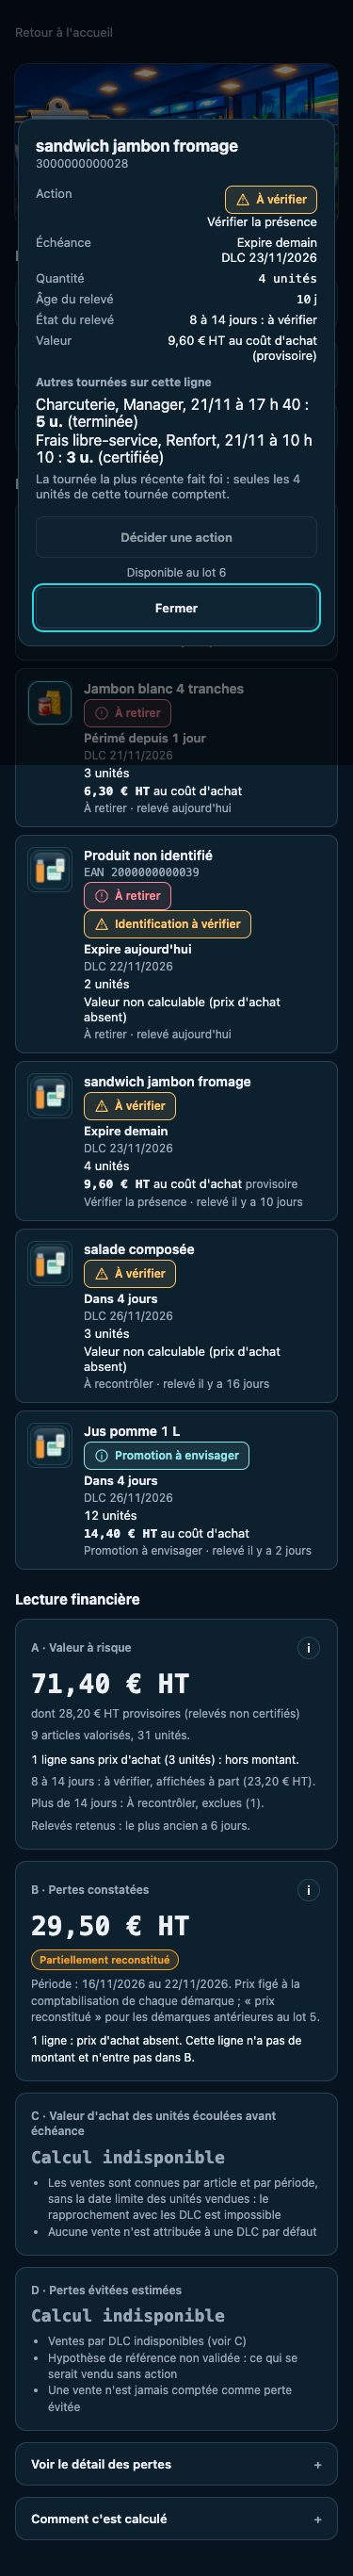 Retour à l'accueil
sandwich jambon fromage
3000000000028
Action
À vérifier
Vérifier la présence
Échéance
Expire demain
DLC 23/11/2026
Quantité
4 unités
Âge du relevé
10 j
État du relevé
8 à 14 jours : à vérifier
Valeur
9,60 € HT au coût d'achat
(provisoire)
Autres tournées sur cette ligne
Charcuterie, Manager, 21/11 à 17 h 40 :
5 u. (terminée)
Frais libre-service, Renfort, 21/11 à 10 h
10 : 3 u. (certifiée)
La tournée la plus récente fait foi : seules les 4
unités de cette tournée comptent.
Décider une action
Disponible au lot 6
Fermer
Jambon blanc 4 tranches
À retirer
Périmé depuis 1 jour
DLC 21/11/2026
3 unités
6,30 € HT au coût d'achat
À retirer · relevé aujourd'hui
Produit non identifié
EAN 2000000000039
À retirer
Identification à vérifier
Expire aujourd'hui
DLC 22/11/2026
2 unités
Valeur non calculable (prix d'achat
absent)
À retirer · relevé aujourd'hui
sandwich jambon fromage
À vérifier
Expire demain
DLC 23/11/2026
4 unités
9,60 € HT au coût d'achat provisoire
Vérifier la présence · relevé il y a 10 jours
salade composée
À vérifier
Dans 4 jours
DLC 26/11/2026
3 unités
Valeur non calculable (prix d'achat
absent)
À recontrôler · relevé il y a 16 jours
Jus pomme 1 L
Promotion à envisager
Dans 4 jours
DLC 26/11/2026
12 unités
14,40 € HT au coût d'achat
Promotion à envisager · relevé il y a 2 jours
Lecture financière
A · Valeur à risque
i
71,40 € HT
dont 28,20 € HT provisoires (relevés non certifiés)
9 articles valorisés, 31 unités.
1 ligne sans prix d'achat (3 unités) : hors montant.
8 à 14 jours : à vérifier, affichées à part (23,20 € HT).
Plus de 14 jours : À recontrôler, exclues (1).
Relevés retenus : le plus ancien a 6 jours.
B · Pertes constatées
i
29,50 € HT
Partiellement reconstitué
Période : 16/11/2026 au 22/11/2026. Prix figé à la
comptabilisation de chaque démarque ; « prix
reconstitué » pour les démarques antérieures au lot 5.
1 ligne : prix d'achat absent. Cette ligne n'a pas de
montant et n'entre pas dans B.
C · Valeur d'achat des unités écoulées avant
échéance
Calcul indisponible
• Les ventes sont connues par article et par période,
sans la date limite des unités vendues : le
rapprochement avec les DLC est impossible
• Aucune vente n'est attribuée à une DLC par défaut
D · Pertes évitées estimées
Calcul indisponible
• Ventes par DLC indisponibles (voir C)
• Hypothèse de référence non validée : ce qui se
serait vendu sans action
• Une vente n'est jamais comptée comme perte
évitée
Voir le détail des pertes +
Comment c'est calculé +